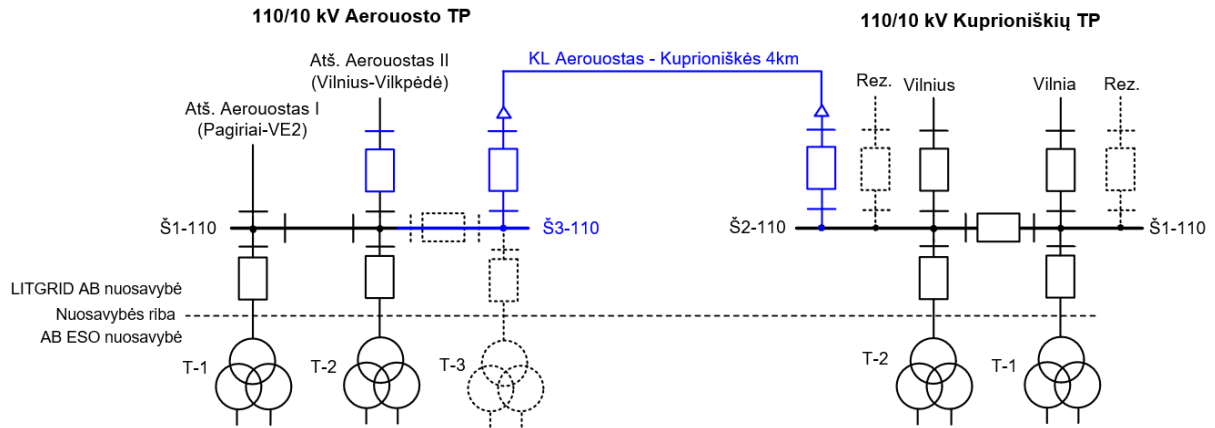 110/10 kV Aerouosto TP
110/10 kV Kuprioniškių TP
Atš. Aerouostas II
(Vilnius-Vilkpėdė)
KL Aerouostas - Kuprioniškės 4km
Atš. Aerouostas I
(Pagiriai-VE2)
Rez.
Vilnius
Vilnia
Rez.
Š1-110
Š3-110
Š2-110
Š1-110
LITGRID AB nuosavybė
Nuosavybės riba
AB ESO nuosavybė
T-1
T-2
T-3
T-2
T-1